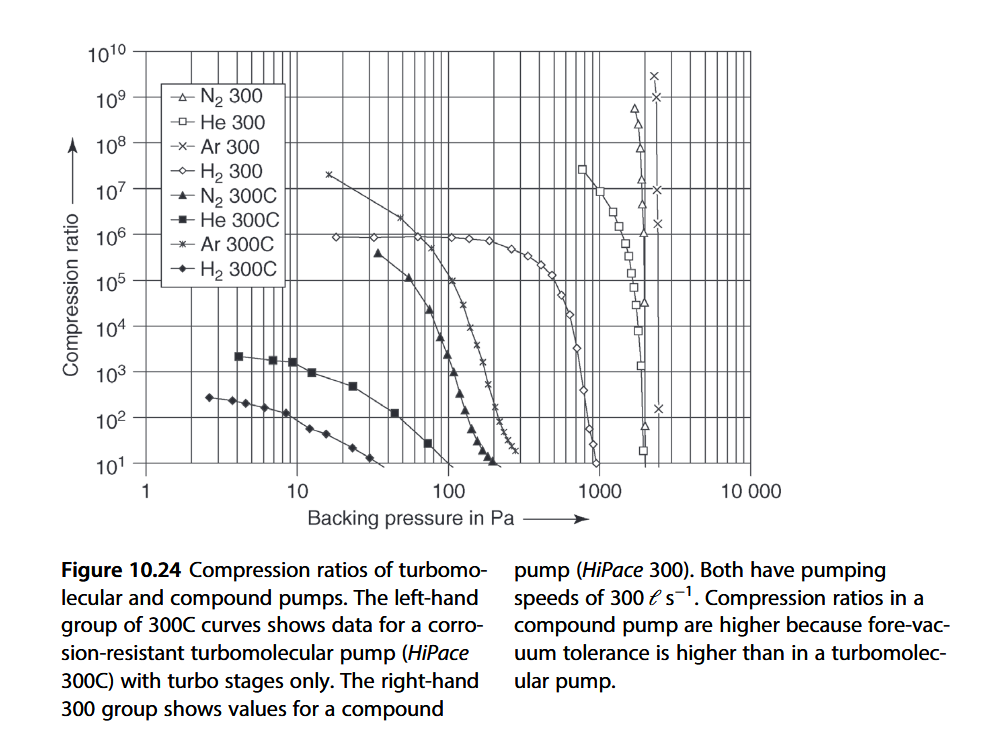 10¹⁰
10⁹
10⁸
10⁷
10⁶
10⁵
10⁴
10³
10²
10¹
Compression ratio
N₂ 300
He 300
Ar 300
H₂ 300
N₂ 300C
He 300C
Ar 300C
H₂ 300C
1 10 100 1000 10 000
Backing pressure in Pa
Figure 10.24 Compression ratios of turbomo-
lecular and compound pumps. The left-hand
group of 300C curves shows data for a corro-
sion-resistant turbomolecular pump (HiPace
300C) with turbo stages only. The right-hand
300 group shows values for a compound
pump (HiPace 300). Both have pumping
speeds of 300 ℓ s⁻¹. Compression ratios in a
compound pump are higher because fore-vac-
uum tolerance is higher than in a turbomolec-
ular pump.